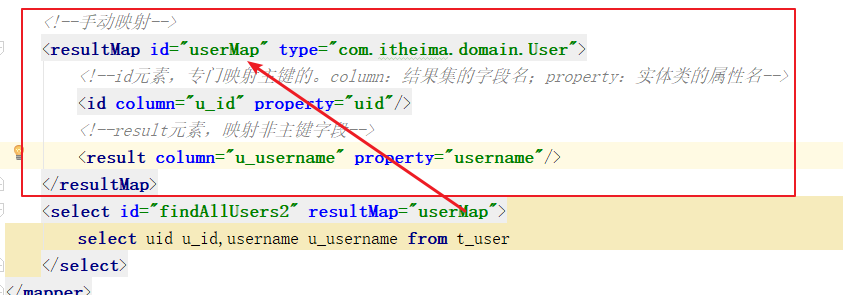 <!--手动映射-->
<resultMap id="userMap" type="com.itheima.domain.User">
<!--id元素，专门映射主键的。column：结果集的字段名；property：实体类的属性名-->
<id column="u_id" property="uid"/>
<!--result元素，映射非主键字段-->
<result column="u_username" property="username"/>
</resultMap>
<select id="findAllUsers2" resultMap="userMap">
select uid u_id,username u_username from t_user
</select>
</mapper>